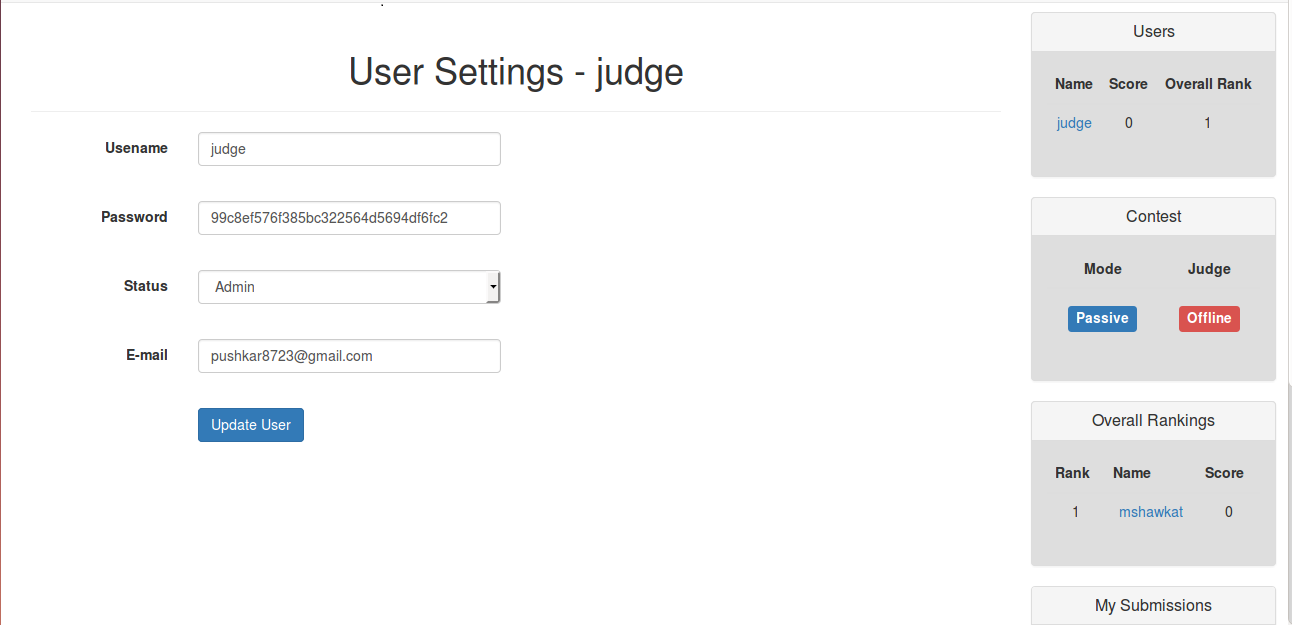 User Settings - judge
Usename judge
Password 99c8ef576f385bc322564d5694df6fc2
Status Admin
E-mail pushkar8723@gmail.com
Update User
Users
Name Score Overall Rank
judge 0 1
Contest
Mode Judge
Passive Offline
Overall Rankings
Rank Name Score
1 mshawkat 0
My Submissions